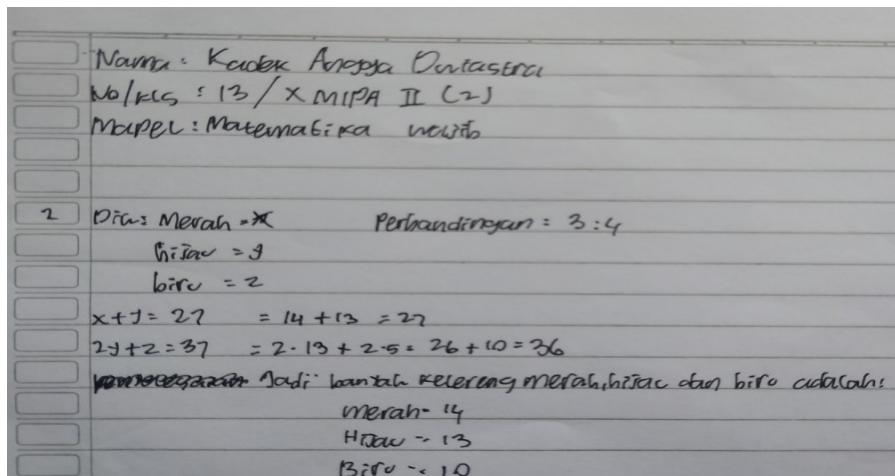 Nama: Kadek Angga Dwiastra
No/KLS : 13 / X MIPA II (2)
Mapel: Matematika wajib
2 Dik: Merah = x Perbandingan = 3:4
hijau = y
biru = z
x+y= 27 = 14 + 13 = 27
2y+z=37 = 2·13 + 2·5 = 26 + 10 = 36
Jadi banyak kelereng merah, hijau dan biru adalah:
merah = 14
Hijau = 13
Biru = 10